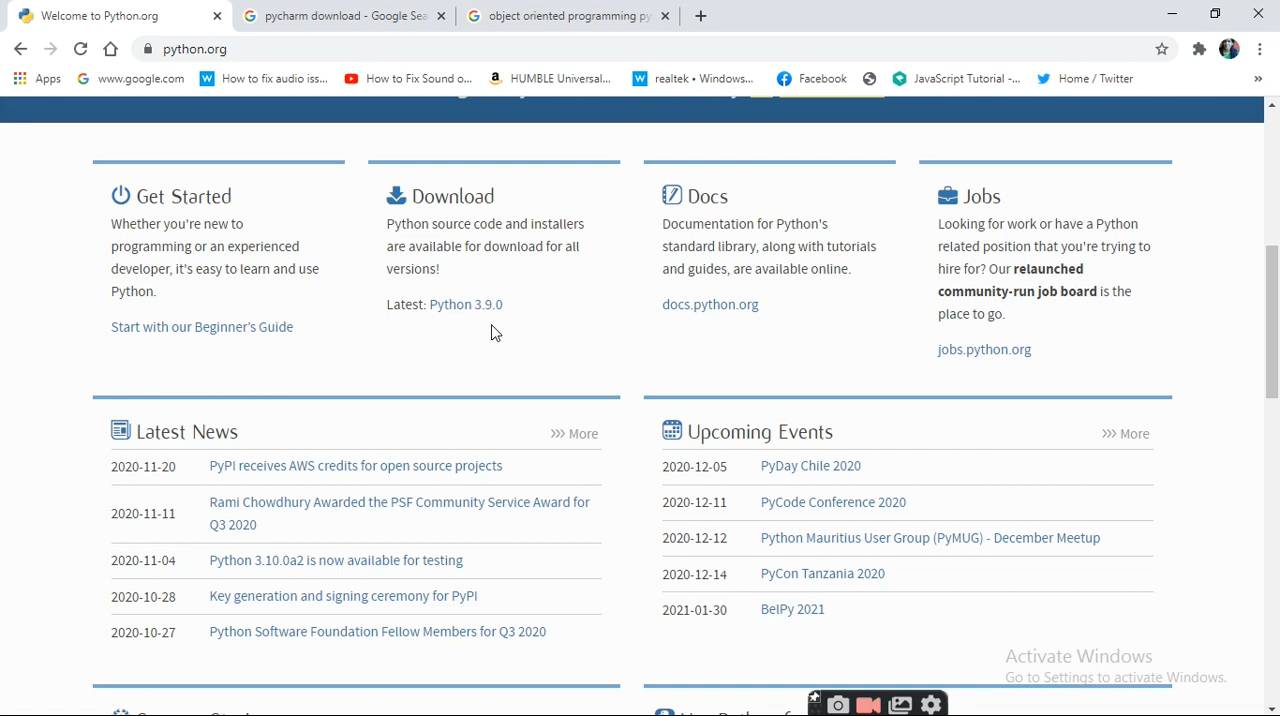 Welcome to Python.org
pycharm download - Google Sea
object oriented programming py
python.org
Apps
www.google.com
How to fix audio iss...
How to Fix Sound o...
HUMBLE Universal...
realtek • Windows...
Facebook
JavaScript Tutorial -...
Home / Twitter
»
Get Started
Whether you're new to
programming or an experienced
developer, it's easy to learn and use
Python.
Start with our Beginner's Guide
Download
Python source code and installers
are available for download for all
versions!
Latest: Python 3.9.0
Docs
Documentation for Python's
standard library, along with tutorials
and guides, are available online.
docs.python.org
Jobs
Looking for work or have a Python
related position that you're trying to
hire for? Our relaunched
community-run job board is the
place to go.
jobs.python.org
Latest News
>>> More
2020-11-20 PyPI receives AWS credits for open source projects
2020-11-11 Rami Chowdhury Awarded the PSF Community Service Award for
Q3 2020
2020-11-04 Python 3.10.0a2 is now available for testing
2020-10-28 Key generation and signing ceremony for PyPI
2020-10-27 Python Software Foundation Fellow Members for Q3 2020
Upcoming Events
>>> More
2020-12-05 PyDay Chile 2020
2020-12-11 PyCode Conference 2020
2020-12-12 Python Mauritius User Group (PyMUG) - December Meetup
2020-12-14 PyCon Tanzania 2020
2021-01-30 BelPy 2021
Activate Windows
Go to Settings to activate Windows.